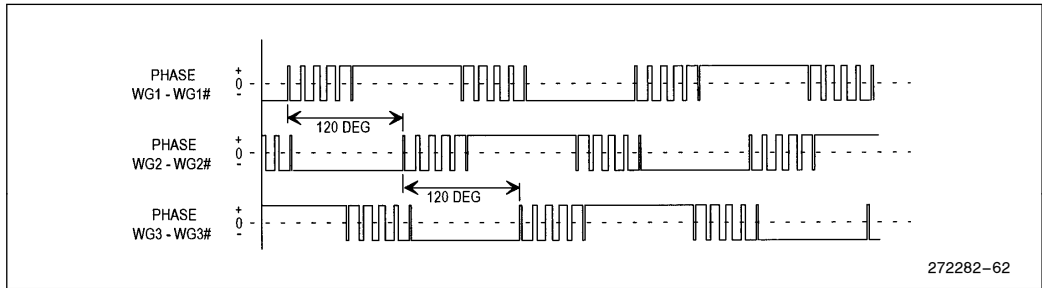 PHASE
WG1 - WG1#
+
0
-
120 DEG
PHASE
WG2 - WG2#
+
0
-
120 DEG
PHASE
WG3 - WG3#
+
0
-
272282-62